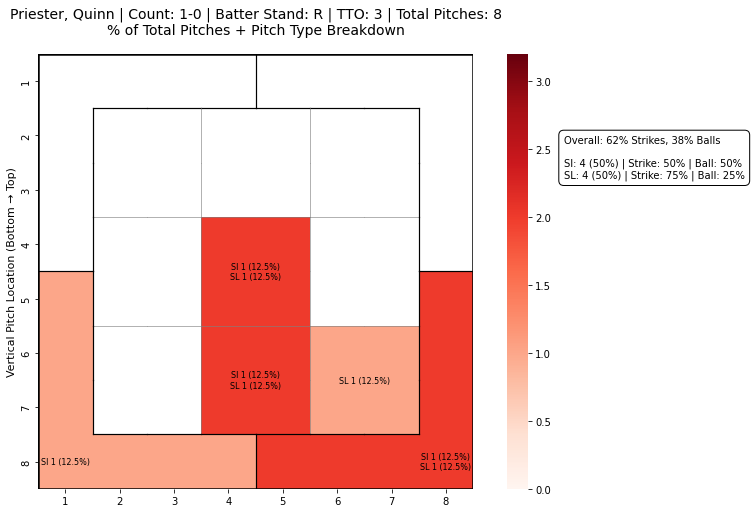 Priester, Quinn | Count: 1-0 | Batter Stand: R | TTO: 3 | Total Pitches: 8
% of Total Pitches + Pitch Type Breakdown
Vertical Pitch Location (Bottom → Top)
1
2
3
4
5
6
7
8
SI 1 (12.5%)
SL 1 (12.5%)
SI 1 (12.5%)
SL 1 (12.5%)
SL 1 (12.5%)
SI 1 (12.5%)
SI 1 (12.5%)
SL 1 (12.5%)
1
2
3
4
5
6
7
8
3.0
2.5
2.0
1.5
1.0
0.5
0.0
Overall: 62% Strikes, 38% Balls
SI: 4 (50%) | Strike: 50% | Ball: 50%
SL: 4 (50%) | Strike: 75% | Ball: 25%